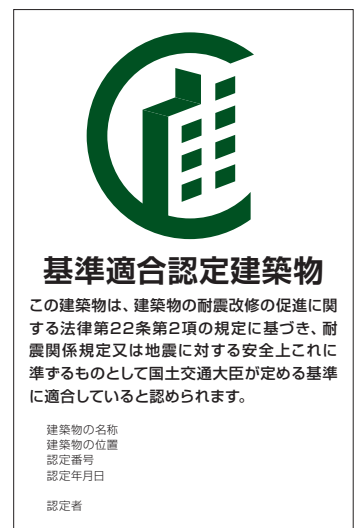 基準適合認定建築物
この建築物は、建築物の耐震改修の促進に関
する法律第22条第2項の規定に基づき、耐
震関係規定又は地震に対する安全上これに
準ずるものとして国土交通大臣が定める基準
に適合していると認められます。
建築物の名称
建築物の位置
認定番号
認定年月日
認定者